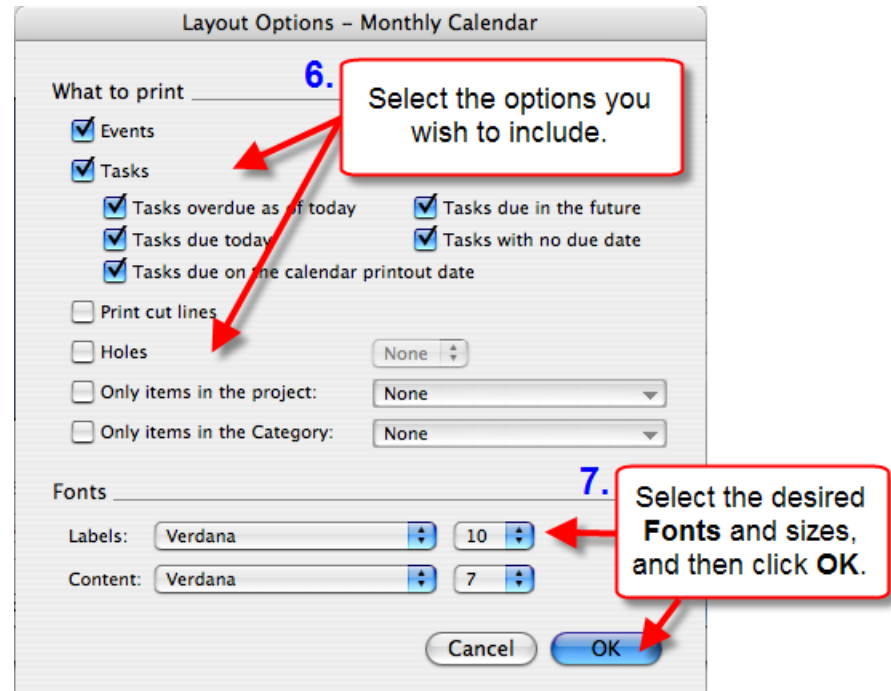 Layout Options – Monthly Calendar
What to print
6.
Select the options you
wish to include.
Events
Tasks
Tasks overdue as of today
Tasks due in the future
Tasks due today
Tasks with no due date
Tasks due on the calendar printout date
Print cut lines
Holes
None
Only items in the project:
None
Only items in the Category:
None
Fonts
7.
Select the desired
Fonts and sizes,
and then click OK.
Labels:
Verdana
10
Content:
Verdana
7
Cancel
OK